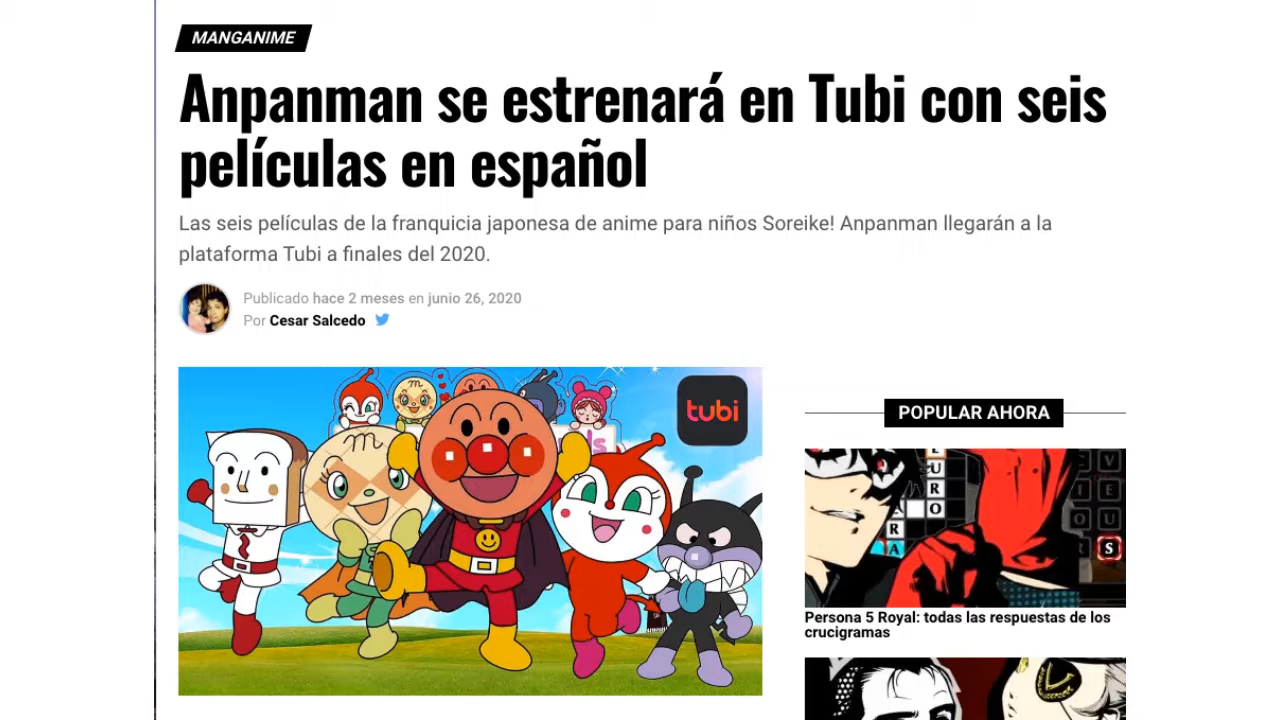 MANGANIME
Anpanman se estrenará en Tubi con seis
películas en español
Las seis películas de la franquicia japonesa de anime para niños Soreike! Anpanman llegarán a la
plataforma Tubi a finales del 2020.
Publicado hace 2 meses en junio 26, 2020
Por Cesar Salcedo
tubi
POPULAR AHORA
Persona 5 Royal: todas las respuestas de los
crucigramas